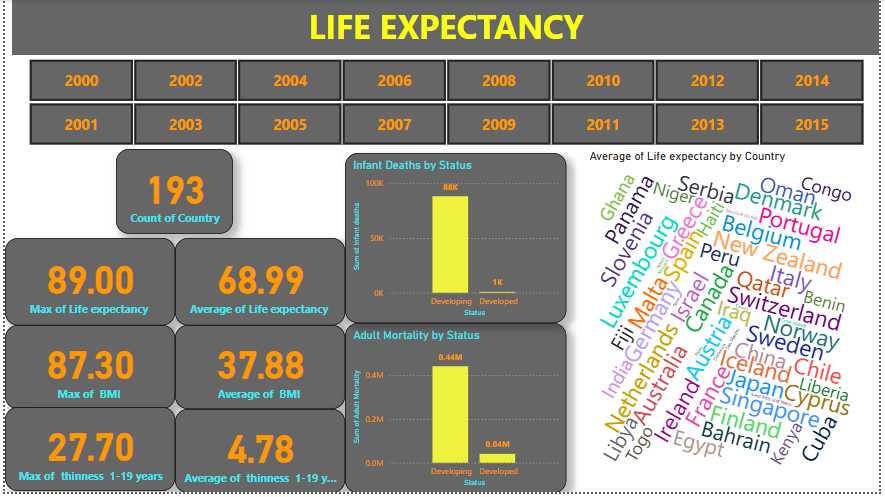 LIFE EXPECTANCY
2000 2002 2004 2006 2008 2010 2012 2014
2001 2003 2005 2007 2009 2011 2013 2015
193
Count of Country
89.00
Max of Life expectancy
68.99
Average of Life expectancy
87.30
Max of BMI
37.88
Average of BMI
27.70
Max of thinness 1-19 years
4.78
Average of thinness 1-19 y...
Infant Deaths by Status
Sum of infant deaths
100K
50K
0K
88K
1K
Developing Developed
Status
Adult Mortality by Status
Sum of Adult Mortality
0.4M
0.2M
0.0M
0.44M
0.04M
Developing Developed
Status
Average of Life expectancy by Country
Ghana
Panama
Niger
Serbia
Denmark
Oman
Congo
Slovenia
Luxembourg
Greece
Haiti
Portugal
Belgium
New Zealand
Spain
Peru
Italy
Qatar
Benin
Switzerland
Fiji
Malta
Germany
Israel
Canada
Iraq
Norway
Sweden
India
Netherlands
Australia
Austria
China
Iceland
Chile
Liberia
Japan
Cyprus
Singapore
Ireland
France
Finland
Libya
Togo
Egypt
Bahrain
Kenya
Cuba